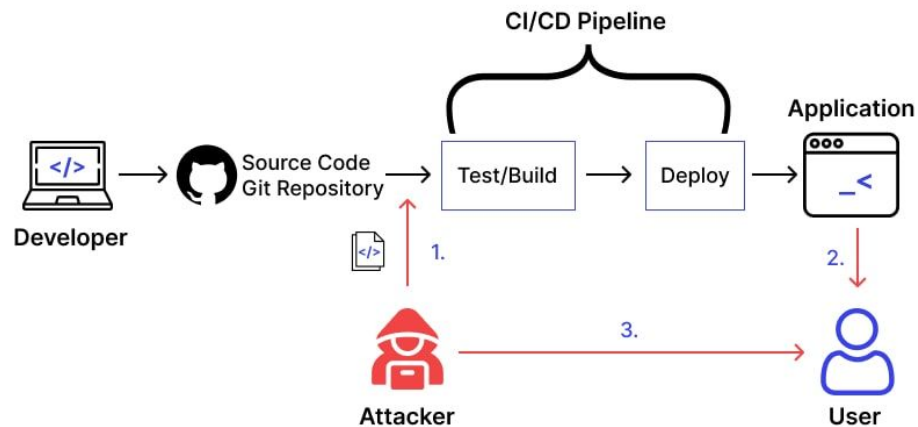 CI/CD Pipeline
Application
</>
Source Code
Git Repository
Test/Build
Deploy
_<
Developer
</>
1.
2.
3.
Attacker
User